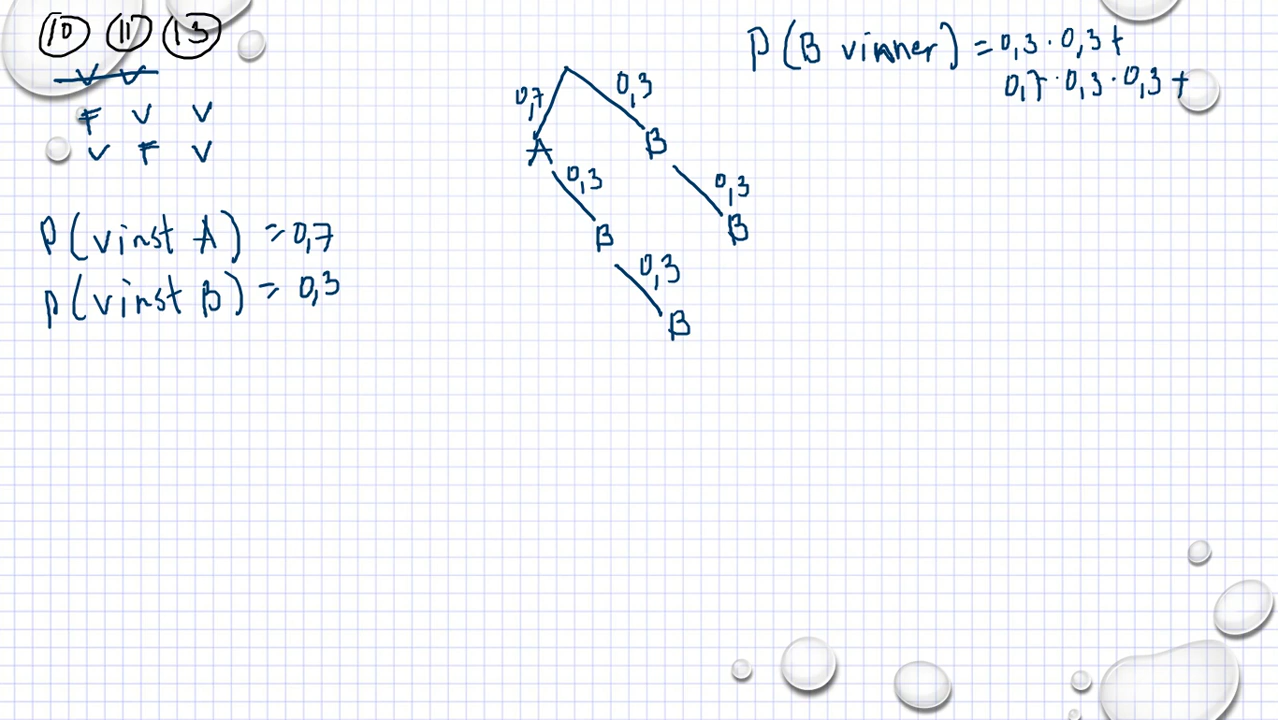 10 11 13
V V
F V V
V F V
P(vinst A) = 0,7
P(vinst B) = 0,3
0,7 0,3
A B
0,3 0,3
B B
0,3
B
P(B vinner) = 0,3 · 0,3 +
0,7 · 0,3 · 0,3 +